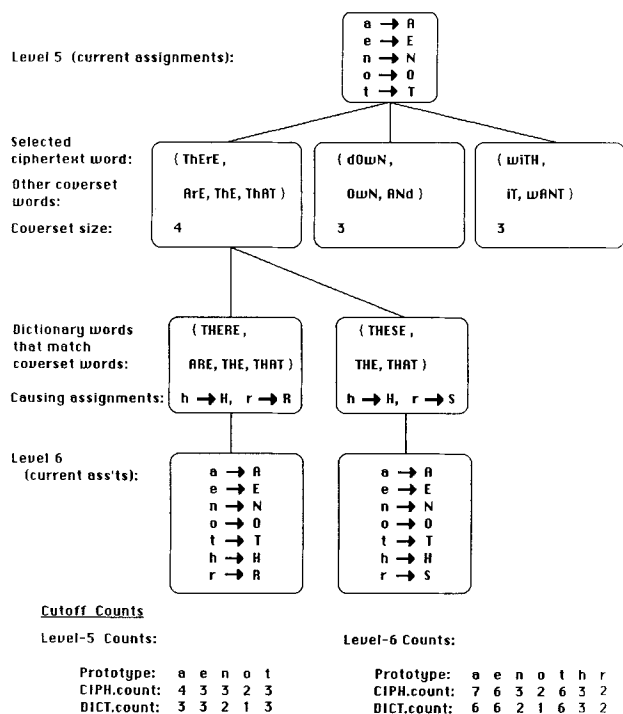 a → A
e → E
Level 5 (current assignments): n → N
o → O
t → T
Selected ciphertext word: ( ThErE, ( dOwN, ( wiTH,
Other coverset words: ArE, ThE, ThAT ) OwN, ANd ) iT, wANT )
Coverset size: 4 3 3
Dictionary words that match coverset words: ( THERE, ( THESE,
ARE, THE, THAT ) THE, THAT )
Causing assignments: h → H, r → R h → H, r → S
Level 6 (current ass'ts):
a → A a → A
e → E e → E
n → N n → N
o → O o → O
t → T t → T
h → H h → H
r → R r → S
Cutoff Counts
Level-5 Counts: Level-6 Counts:
Prototype: a e n o t Prototype: a e n o t h r
CIPH.count: 4 3 3 2 3 CIPH.count: 7 6 3 2 6 3 2
DICT.count: 3 3 2 1 3 DICT.count: 6 6 2 1 6 3 2